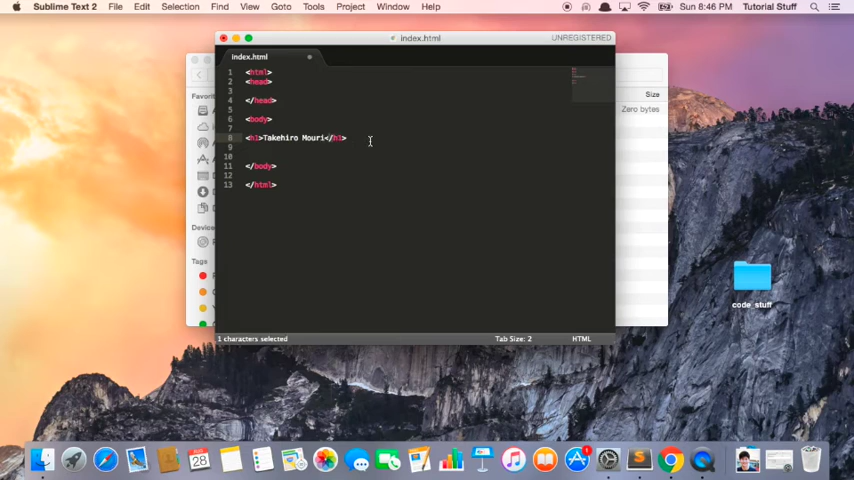 Sublime Text 2 File Edit Selection Find View Goto Tools Project Window Help Sun 8:46 PM Tutorial Stuff
index.html UNREGISTERED
index.html
1 <html>
2 <head>
3
4 </head>
5
6 <body>
7
8 <h1>Takehiro Mouri</h1>
9
10
11 </body>
12
13 </html>
Favorit
Device
Tags
Size
Zero bytes
code_stuff
1 characters selected Tab Size: 2 HTML
28